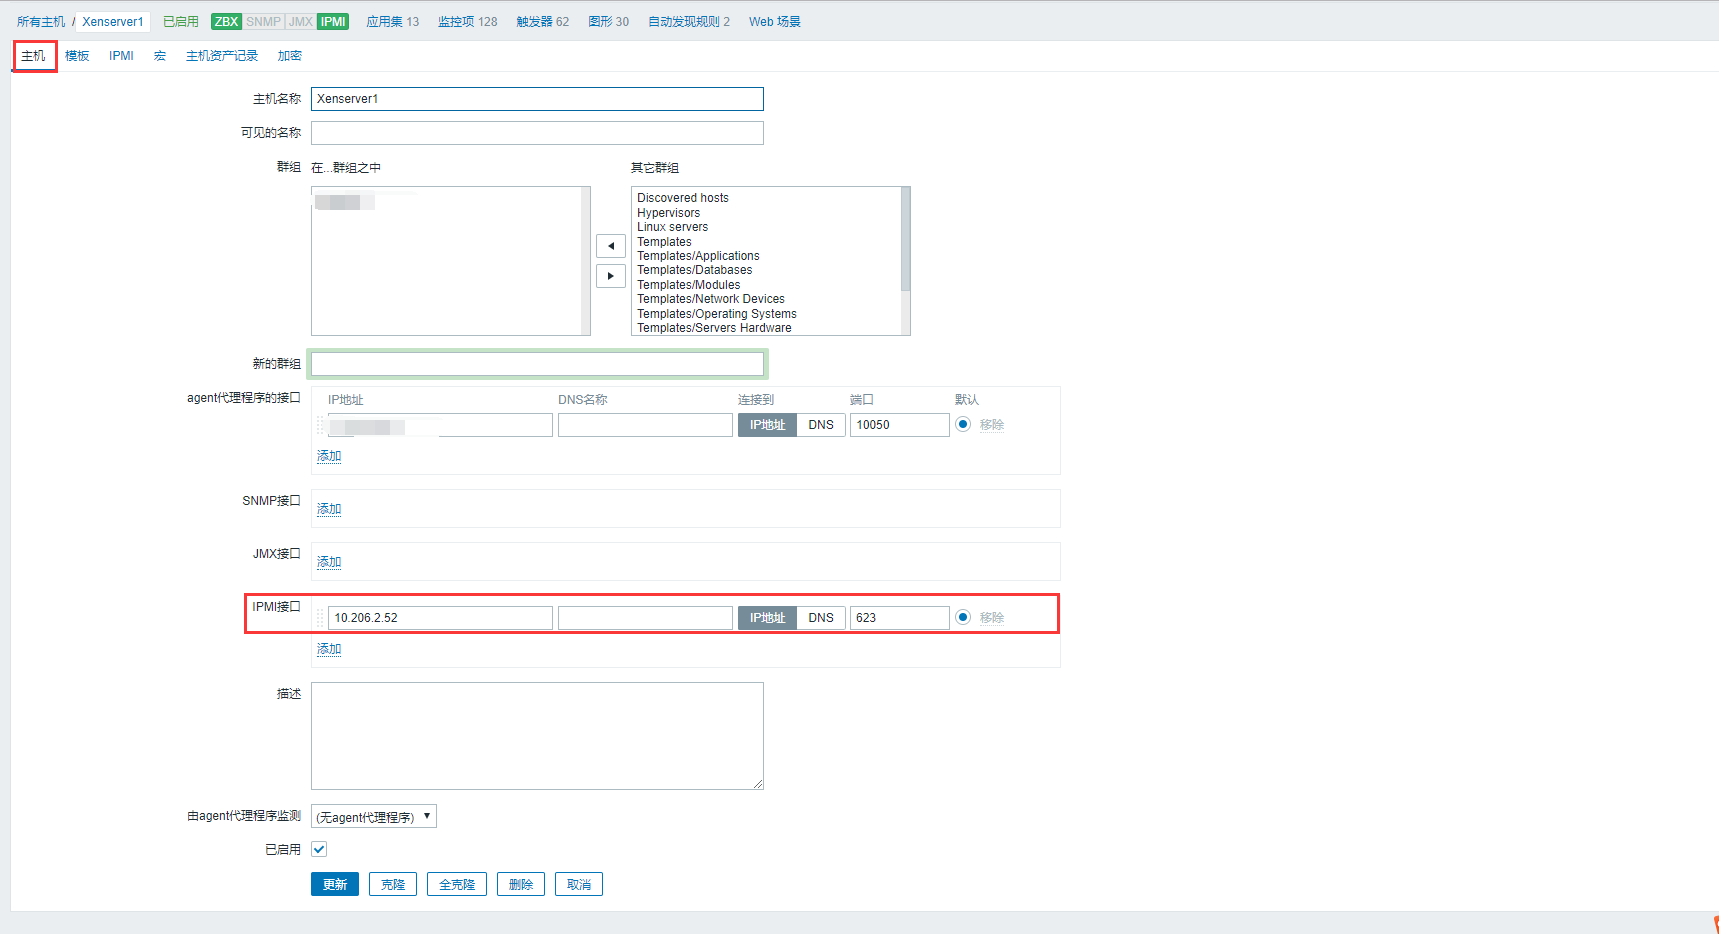 所有主机 / Xenserver1 已启用 ZBX SNMP JMX IPMI 应用集 13 监控项 128 触发器 62 图形 30 自动发现规则 2 Web 场景
主机 模板 IPMI 宏 主机资产记录 加密
主机名称 Xenserver1
可见的名称
群组 在...群组之中 其它群组
Discovered hosts
Hypervisors
Linux servers
Templates
Templates/Applications
Templates/Databases
Templates/Modules
Templates/Network Devices
Templates/Operating Systems
Templates/Servers Hardware
新的群组
agent代理程序的接口 IP地址 DNS名称 连接到 端口 默认
IP地址 DNS 10050 移除
添加
SNMP接口 添加
JMX接口 添加
IPMI接口 10.206.2.52 IP地址 DNS 623 移除
添加
描述
由agent代理程序监测 (无agent代理程序)
已启用
更新 克隆 全克隆 删除 取消